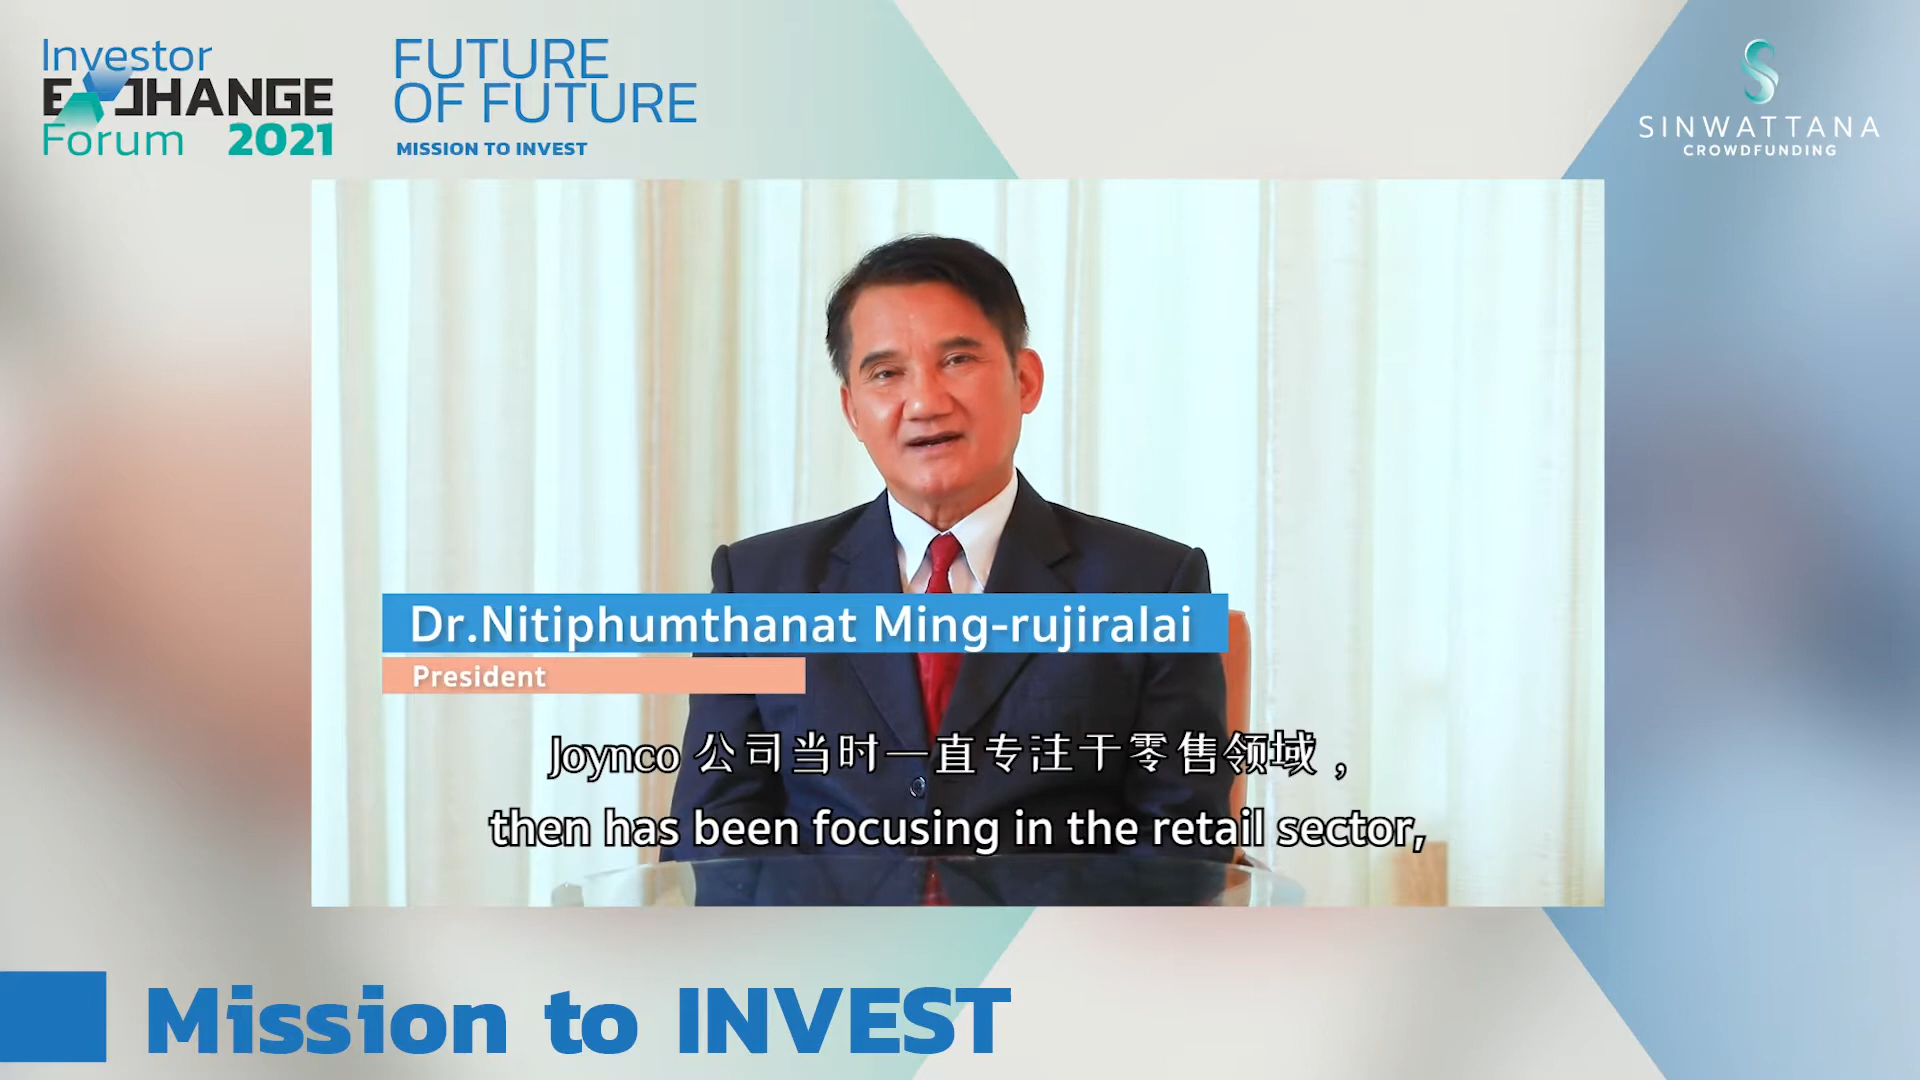 Investor
EXCHANGE
Forum 2021
FUTURE
OF FUTURE
MISSION TO INVEST
SINWATTANA
CROWDFUNDING
Dr.Nitiphumthanat Ming-rujiralai
President
Joynco 公司当时一直专注于零售领域，
then has been focusing in the retail sector,
Mission to INVEST